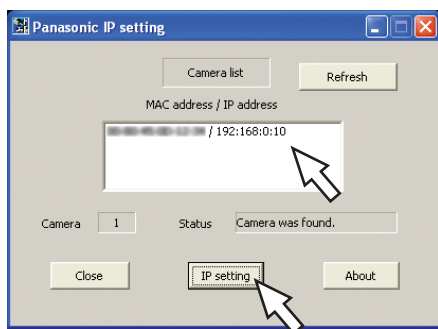 Panasonic IP setting
Camera list
Refresh
MAC address / IP address
/ 192:168:0:10
Camera 1 Status Camera was found.
Close IP setting About